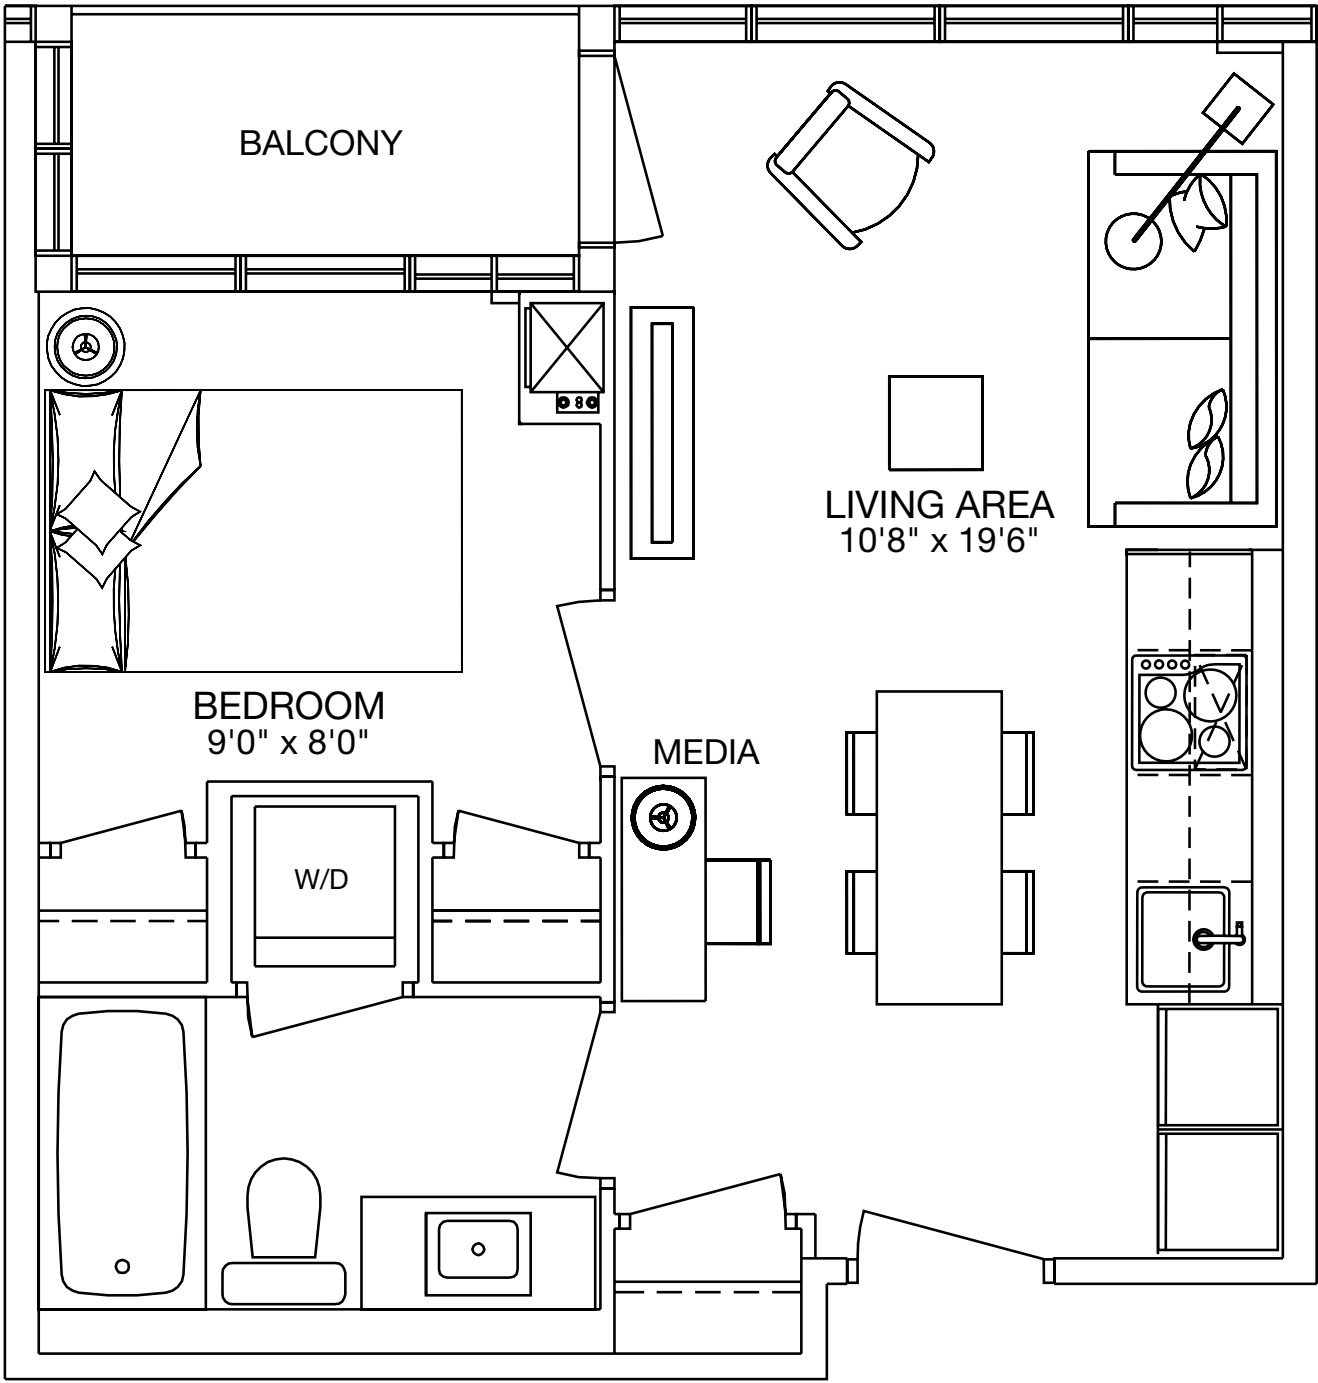 BALCONY
LIVING AREA
10'8" x 19'6"
BEDROOM
9'0" x 8'0"
MEDIA
W/D